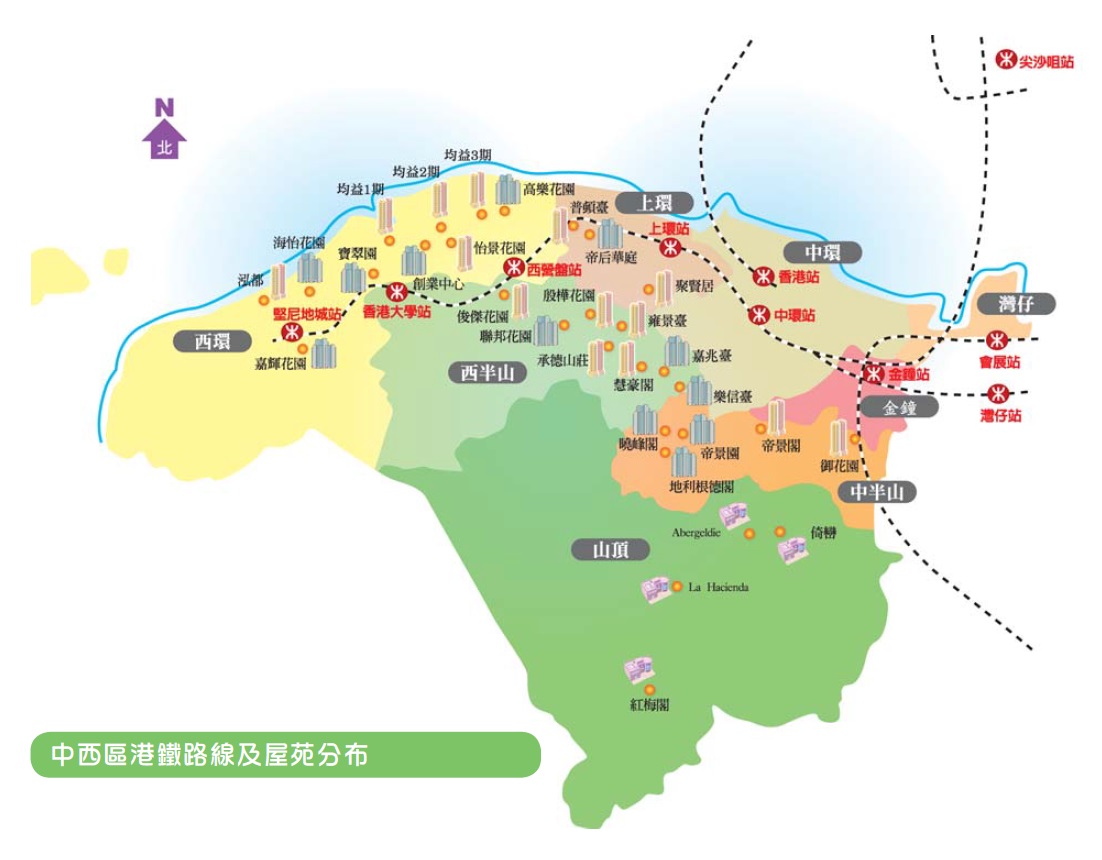 尖沙咀站
N
北
均益3期
均益2期
均益1期
高樂花園
普頓臺
上環
上環站
海怡花園
寶翠園
怡景花園
帝后華庭
中環
泓都
創業中心
西營盤站
香港站
堅尼地城站
香港大學站
殷樺花園
聚賢居
灣仔
俊傑花園
雍景臺
中環站
西環
聯邦花園
嘉輝花園
承德山莊
嘉兆臺
會展站
西半山
慧豪閣
金鐘站
樂信臺
金鐘
灣仔站
曉峰閣
帝景園
帝景閣
御花園
地利根德閣
中半山
Abergeldie
倚巒
山頂
La Hacienda
紅梅閣
中西區港鐵路線及屋苑分布